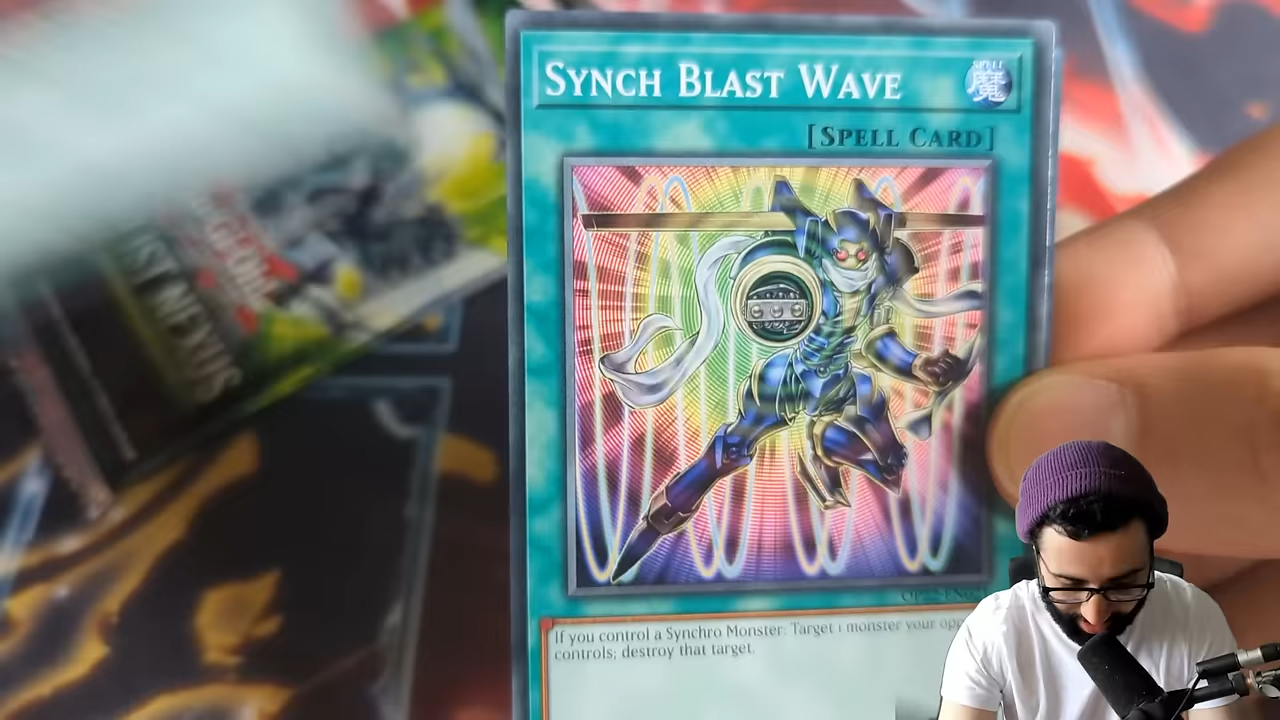 SYNCH BLAST WAVE
SPELL
魔
[SPELL CARD]
If you control a Synchro Monster: Target 1 monster your
controls; destroy that target.